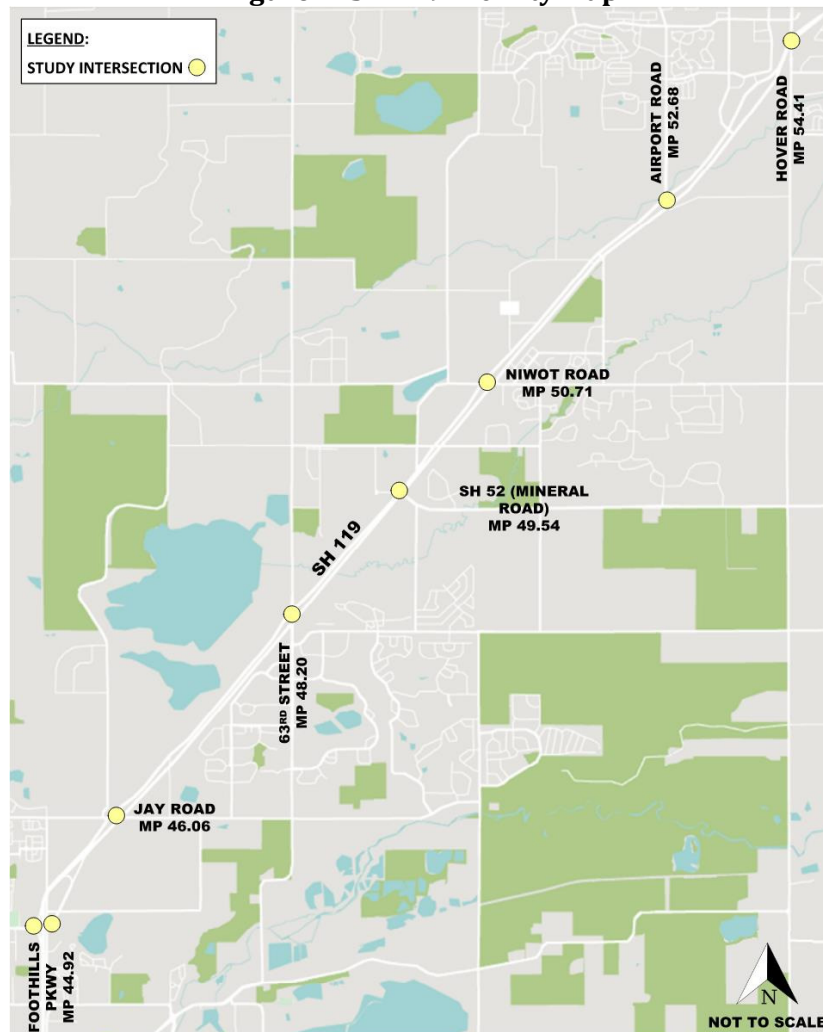 LEGEND:
STUDY INTERSECTION
HOVER ROAD
MP 54.41
AIRPORT ROAD
MP 52.68
NIWOT ROAD
MP 50.71
SH 52 (MINERAL
ROAD)
MP 49.54
SH 119
63RD STREET
MP 48.20
JAY ROAD
MP 46.06
FOOTHILLS
PKWY
MP 44.92
N
NOT TO SCALE